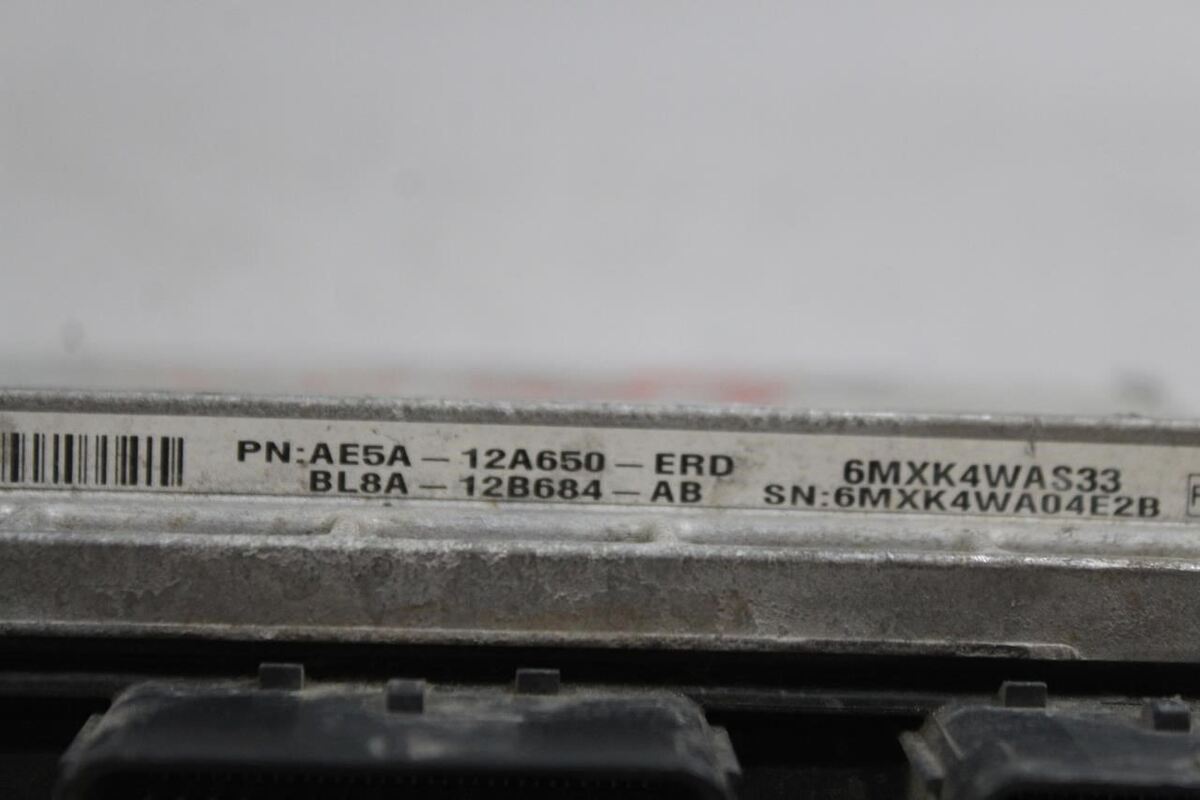 PN:AE5A-12A650-ERD
BL8A-12B684-AB
6MXK4WAS33
SN:6MXK4WA04E2B